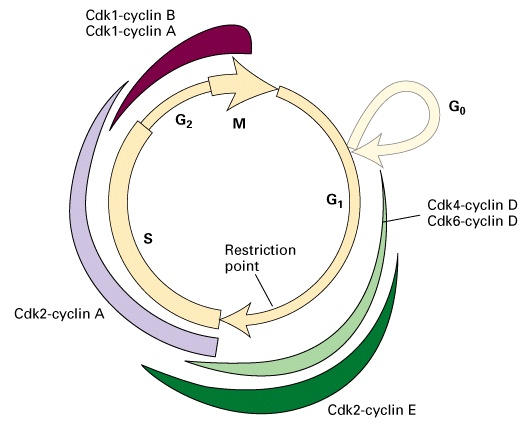 Cdk1-cyclin B
Cdk1-cyclin A
G₂
M
G₀
G₁
Cdk4-cyclin D
Cdk6-cyclin D
S
Restriction
point
Cdk2-cyclin A
Cdk2-cyclin E